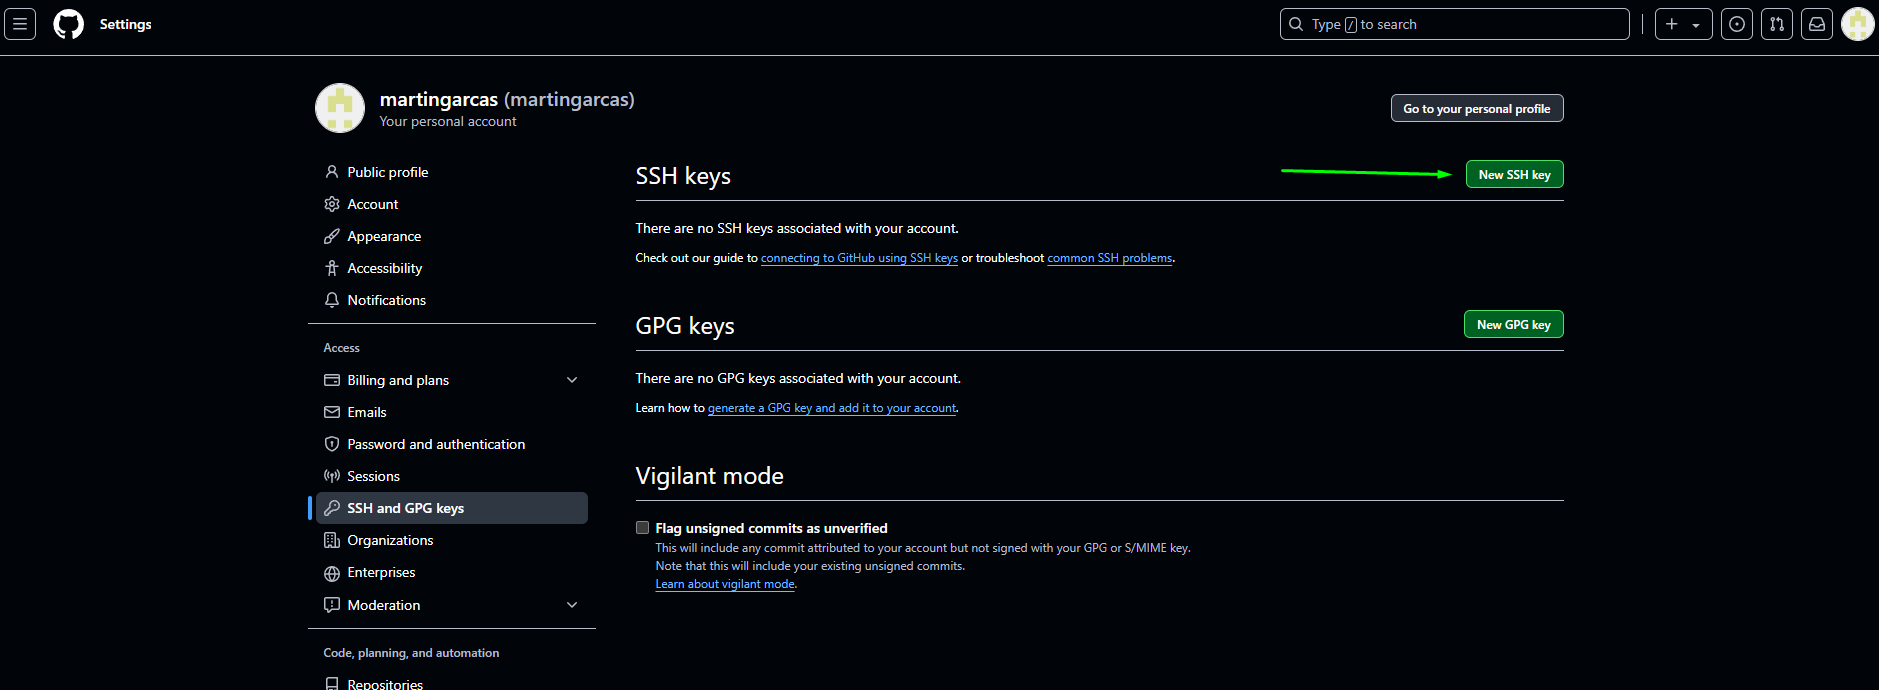 Settings
Type / to search
martingarcas (martingarcas)
Your personal account
Go to your personal profile
Public profile
Account
Appearance
Accessibility
Notifications
Access
Billing and plans
Emails
Password and authentication
Sessions
SSH and GPG keys
Organizations
Enterprises
Moderation
Code, planning, and automation
Repositories
SSH keys
New SSH key
There are no SSH keys associated with your account.
Check out our guide to connecting to GitHub using SSH keys or troubleshoot common SSH problems.
GPG keys
New GPG key
There are no GPG keys associated with your account.
Learn how to generate a GPG key and add it to your account.
Vigilant mode
Flag unsigned commits as unverified
This will include any commit attributed to your account but not signed with your GPG or S/MIME key.
Note that this will include your existing unsigned commits.
Learn about vigilant mode.